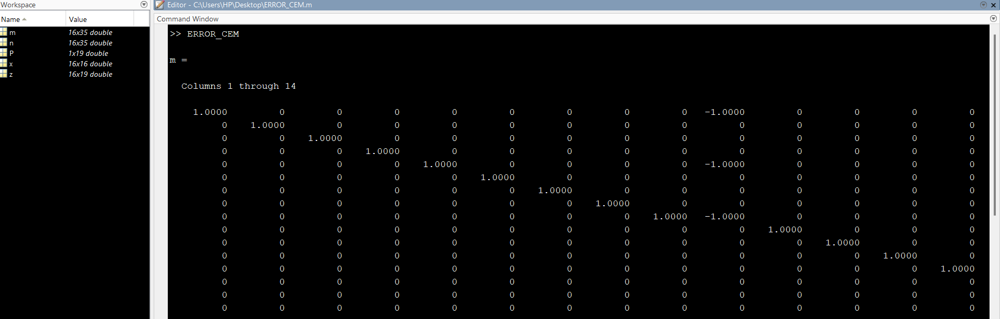 Workspace
Name Value
m 16x35 double
n 16x35 double
P 1x19 double
x 16x16 double
z 16x19 double
Editor - C:\Users\HP\Desktop\ERROR_CEM.m
Command Window
>> ERROR_CEM
m =
Columns 1 through 14
1.0000 0 0 0 0 0 0 0 0 -1.0000 0 0 0 0
0 1.0000 0 0 0 0 0 0 0 0 0 0 0 0
0 0 1.0000 0 0 0 0 0 0 0 0 0 0 0
0 0 0 1.0000 0 0 0 0 0 0 0 0 0 0
0 0 0 0 1.0000 0 0 0 0 -1.0000 0 0 0 0
0 0 0 0 0 1.0000 0 0 0 0 0 0 0 0
0 0 0 0 0 0 1.0000 0 0 0 0 0 0 0
0 0 0 0 0 0 0 1.0000 0 0 0 0 0 0
0 0 0 0 0 0 0 0 1.0000 -1.0000 0 0 0 0
0 0 0 0 0 0 0 0 0 0 1.0000 0 0 0
0 0 0 0 0 0 0 0 0 0 0 1.0000 0 0
0 0 0 0 0 0 0 0 0 0 0 0 1.0000 0
0 0 0 0 0 0 0 0 0 0 0 0 0 1.0000
0 0 0 0 0 0 0 0 0 0 0 0 0 0
0 0 0 0 0 0 0 0 0 0 0 0 0 0
0 0 0 0 0 0 0 0 0 0 0 0 0 0